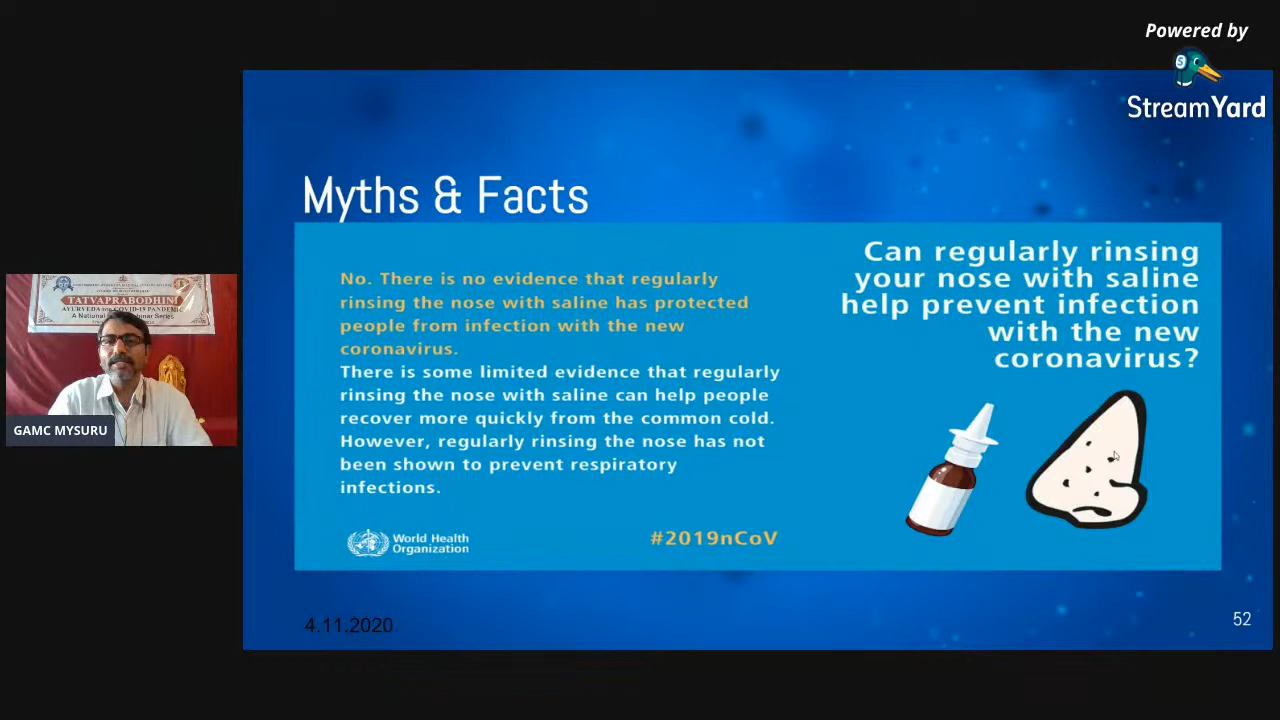 Powered by
StreamYard
Myths & Facts
No. There is no evidence that regularly
rinsing the nose with saline has protected
people from infection with the new
coronavirus.
There is some limited evidence that regularly
rinsing the nose with saline can help people
recover more quickly from the common cold.
However, regularly rinsing the nose has not
been shown to prevent respiratory
infections.
World Health
Organization
#2019nCoV
Can regularly rinsing
your nose with saline
help prevent infection
with the new
coronavirus?
TATVAPRABODHINI
AYURVEDA
COVID-19 PANDEMIC
A National
inar Series
GAMC MYSURU
4.11.2020
52